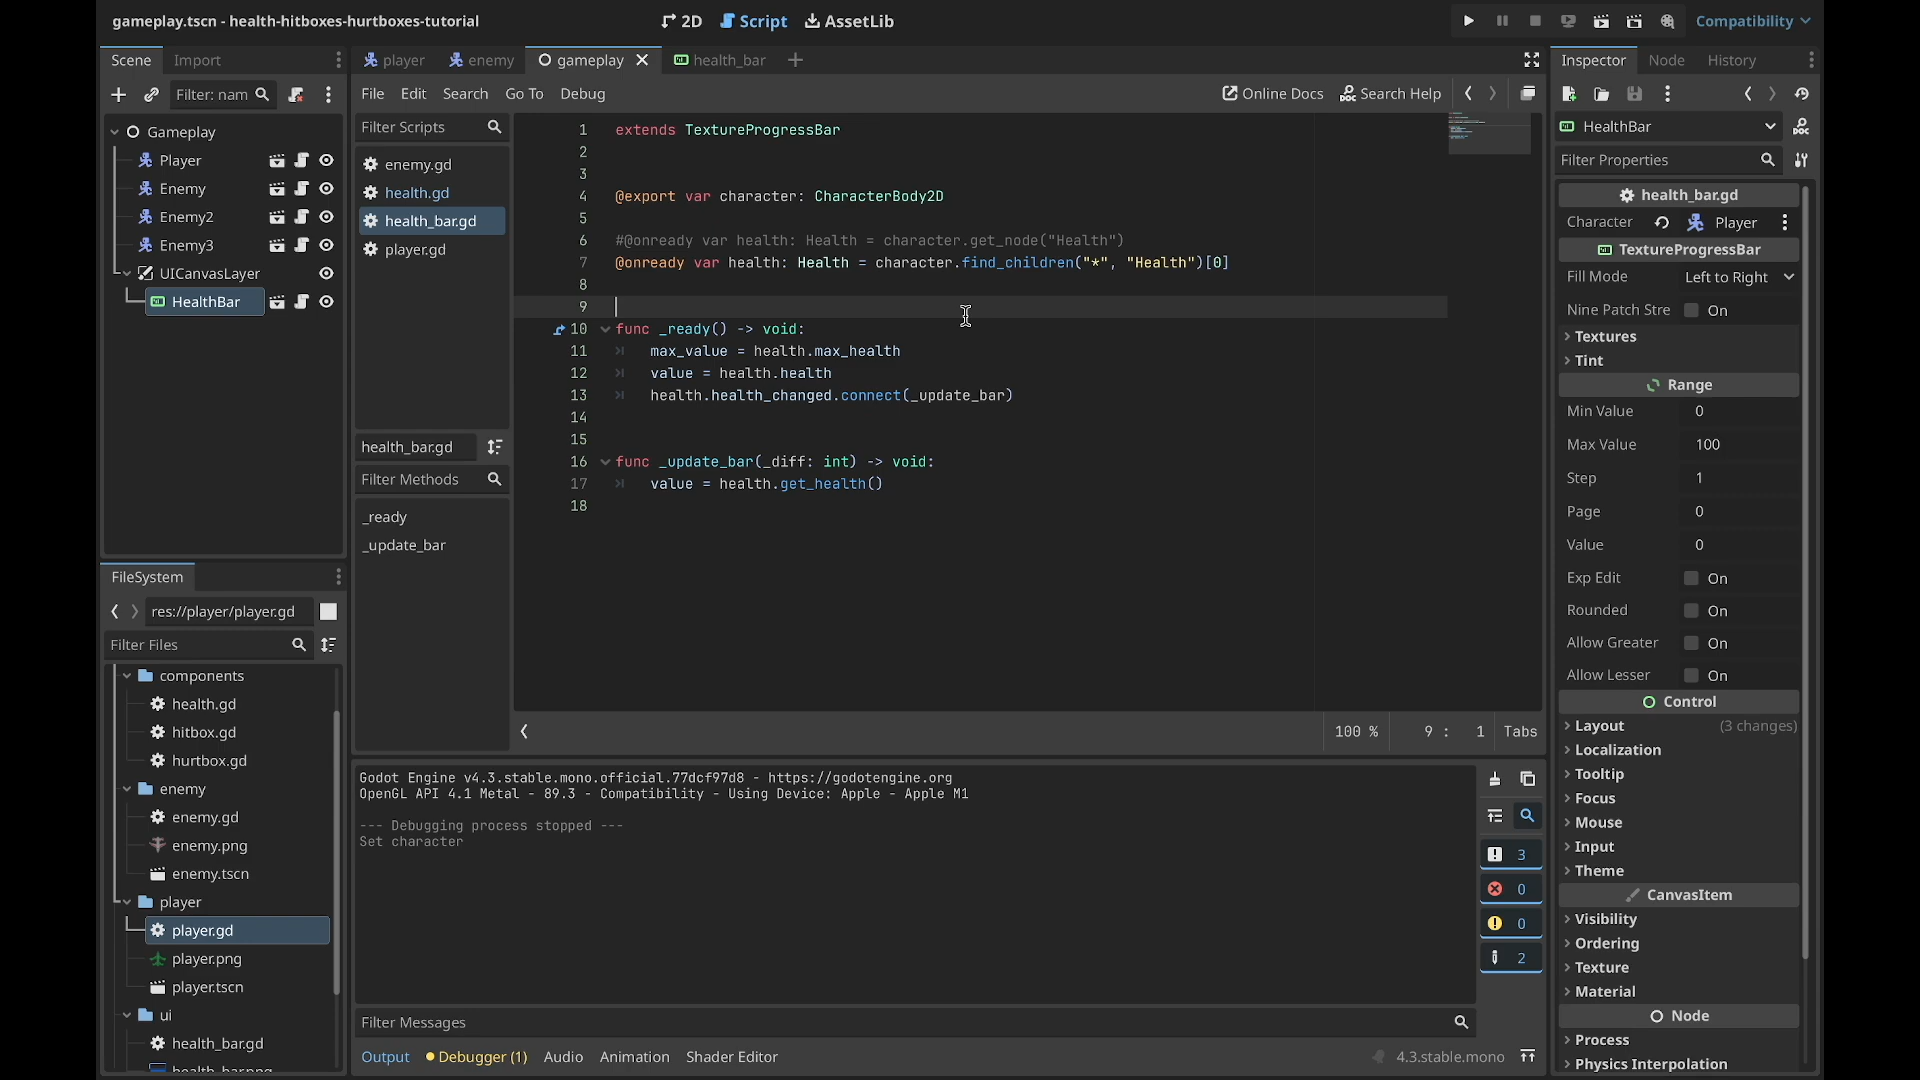 gameplay.tscn - health-hitboxes-hurtboxes-tutorial
2D Script AssetLib
Compatibility
Scene Import
player enemy gameplay health_bar
Inspector Node History
Filter: nam
File Edit Search Go To Debug
Online Docs Search Help
HealthBar
Filter Properties
Gameplay
Player
Enemy
Enemy2
Enemy3
UICanvasLayer
HealthBar
Filter Scripts
enemy.gd
health.gd
health_bar.gd
player.gd
health_bar.gd
Filter Methods
_ready
_update_bar
1 extends TextureProgressBar
2
3
4 @export var character: CharacterBody2D
5
6 #@onready var health: Health = character.get_node("Health")
7 @onready var health: Health = character.find_children("*", "Health")[0]
8
9
10 func _ready() -> void:
11 max_value = health.max_health
12 value = health.health
13 health.health_changed.connect(_update_bar)
14
15
16 func _update_bar(_diff: int) -> void:
17 value = health.get_health()
18
100 % 9 : 1 Tabs
health_bar.gd
Character Player
TextureProgressBar
Fill Mode Left to Right
Nine Patch Stre On
Textures
Tint
Range
Min Value 0
Max Value 100
Step 1
Page 0
Value 0
Exp Edit On
Rounded On
Allow Greater On
Allow Lesser On
Control
Layout (3 changes)
Localization
Tooltip
Focus
Mouse
Input
Theme
CanvasItem
Visibility
Ordering
Texture
Material
Node
Process
Physics Interpolation
FileSystem
res://player/player.gd
Filter Files
components
health.gd
hitbox.gd
hurtbox.gd
enemy
enemy.gd
enemy.png
enemy.tscn
player
player.gd
player.png
player.tscn
ui
health_bar.gd
health_bar.png
Godot Engine v4.3.stable.mono.official.77dcf97d8 - https://godotengine.org
OpenGL API 4.1 Metal - 89.3 - Compatibility - Using Device: Apple - Apple M1
--- Debugging process stopped ---
Set character
3
0
0
2
Filter Messages
Output Debugger (1) Audio Animation Shader Editor
4.3.stable.mono